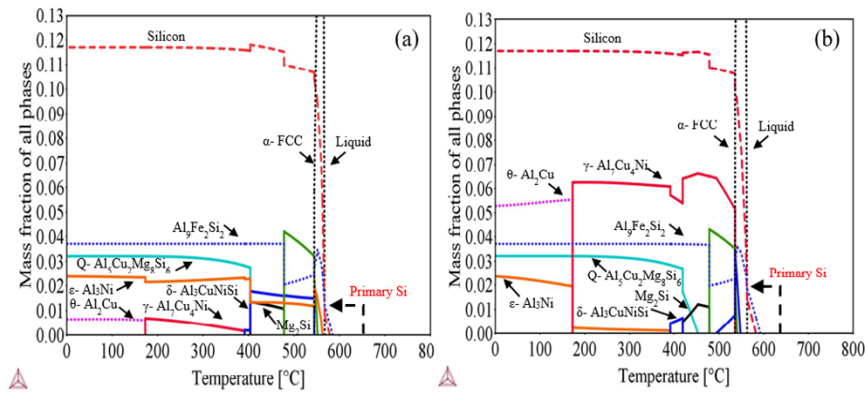 0.13
0.12
0.11
0.10
0.09
0.08
0.07
0.06
0.05
0.04
0.03
0.02
0.01
0.00
Mass fraction of all phases
(a)
Silicon
α- FCC
Liquid
Al9Fe2Si2
Q- Al5Cu2Mg8Si6
ε- Al3Ni
δ- Al3CuNiSi
θ- Al2Cu
γ- Al7Cu4Ni
Mg2Si
Primary Si
0 100 200 300 400 500 600 700 800
Temperature [°C]
0.13
0.12
0.11
0.10
0.09
0.08
0.07
0.06
0.05
0.04
0.03
0.02
0.01
0.00
Mass fraction of all phases
(b)
Silicon
α- FCC
Liquid
θ- Al2Cu
γ- Al7Cu4Ni
Al9Fe2Si2
Q- Al5Cu2Mg8Si6
Mg2Si
ε- Al3Ni
δ- Al3CuNiSi
Primary Si
0 100 200 300 400 500 600 700 80
Temperature [°C]